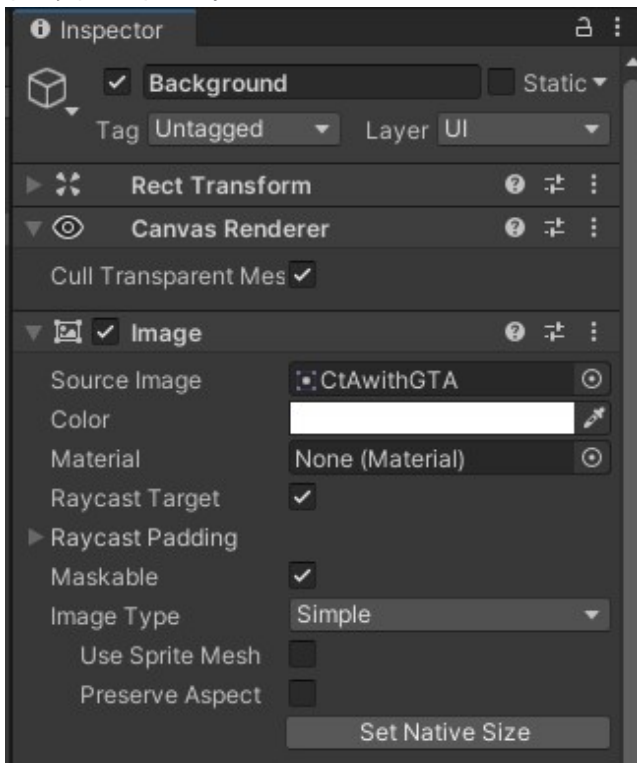 Inspector
Background Static
Tag Untagged Layer UI
Rect Transform
Canvas Renderer
Cull Transparent Mes
Image
Source Image CtAwithGTA
Color
Material None (Material)
Raycast Target
Raycast Padding
Maskable
Image Type Simple
Use Sprite Mesh
Preserve Aspect
Set Native Size